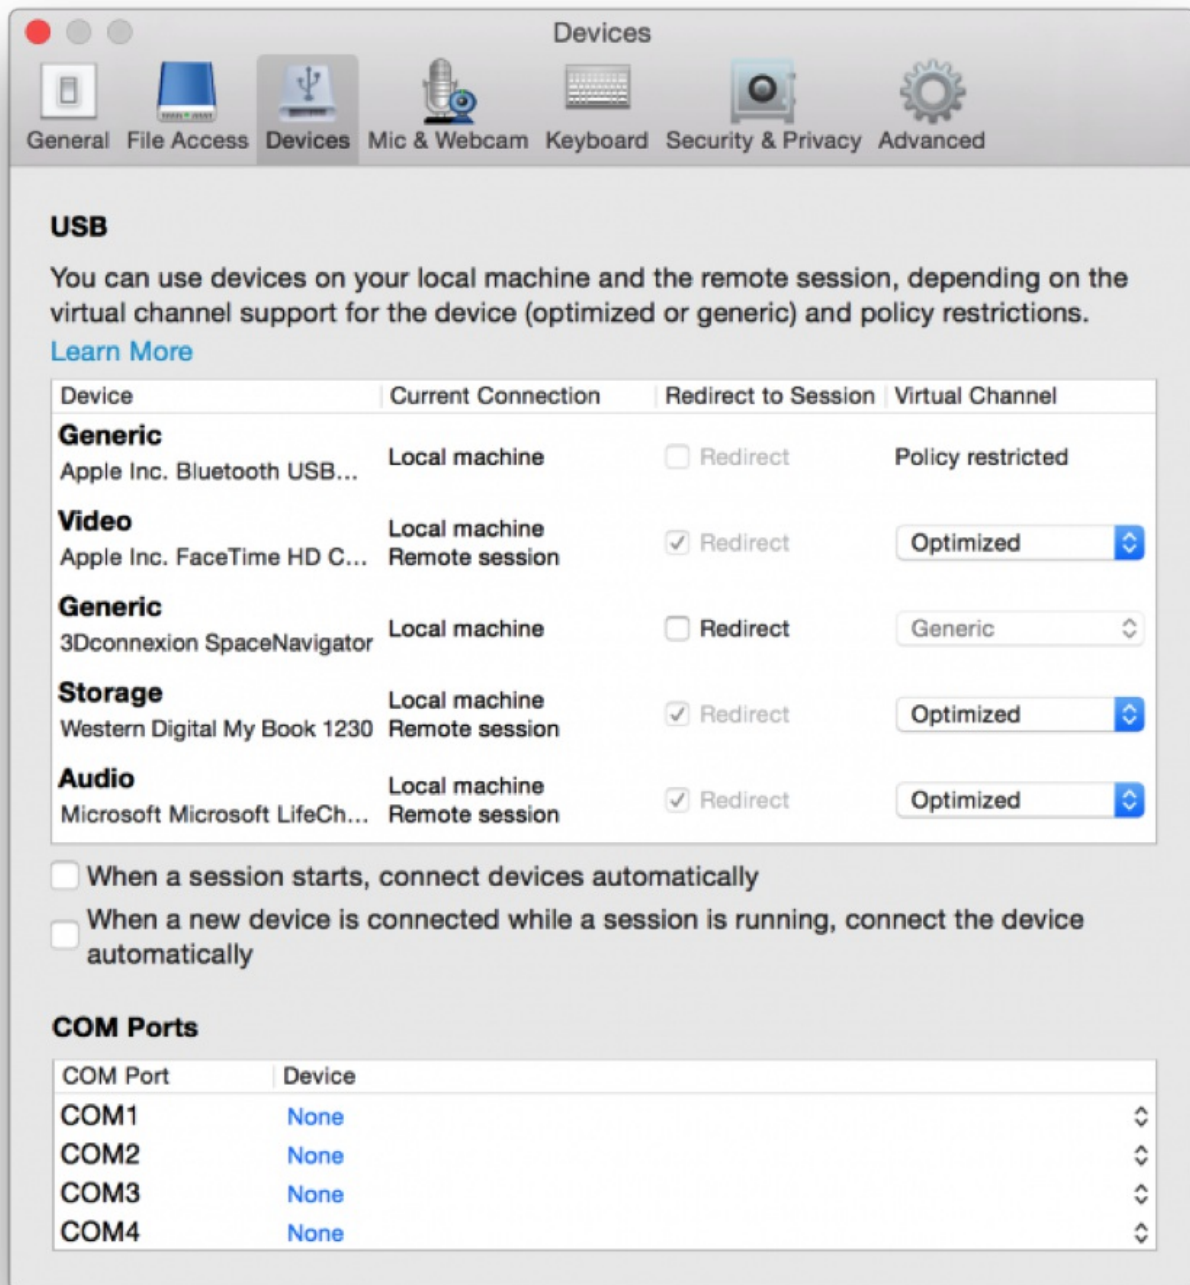 Devices
General File Access Devices Mic & Webcam Keyboard Security & Privacy Advanced
USB
You can use devices on your local machine and the remote session, depending on the
virtual channel support for the device (optimized or generic) and policy restrictions.
Learn More
Device Current Connection Redirect to Session Virtual Channel
Generic
Apple Inc. Bluetooth USB... Local machine Redirect Policy restricted
Video Local machine
Apple Inc. FaceTime HD C... Remote session Redirect Optimized
Generic
3Dconnexion SpaceNavigator Local machine Redirect Generic
Storage Local machine
Western Digital My Book 1230 Remote session Redirect Optimized
Audio Local machine
Microsoft Microsoft LifeCh... Remote session Redirect Optimized
When a session starts, connect devices automatically
When a new device is connected while a session is running, connect the device
automatically
COM Ports
COM Port Device
COM1 None
COM2 None
COM3 None
COM4 None